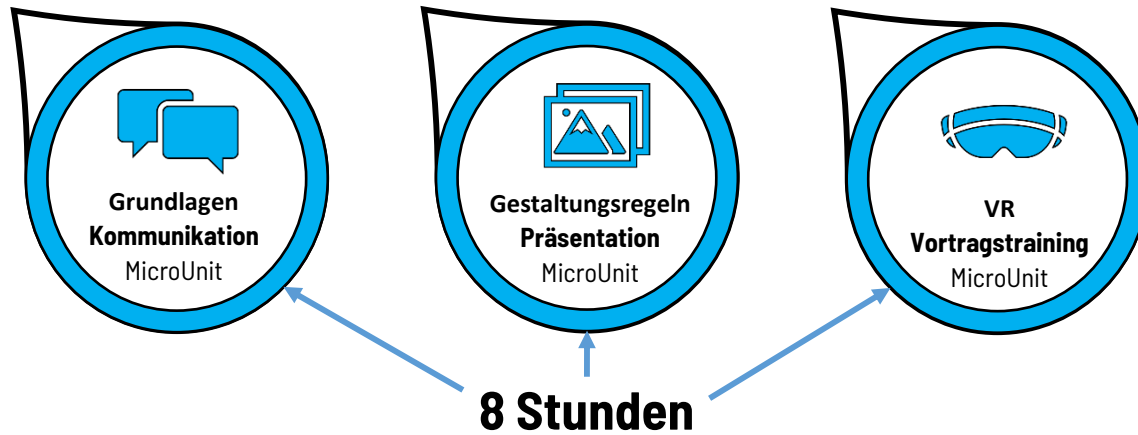 Grundlagen
Kommunikation
MicroUnit
Gestaltungsregeln
Präsentation
MicroUnit
VR
Vortragstraining
MicroUnit
8 Stunden